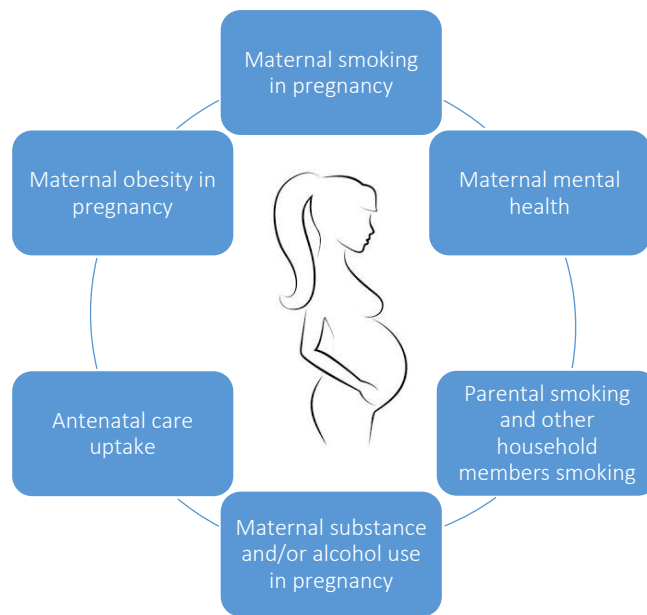 Maternal smoking
in pregnancy
Maternal mental
health
Parental smoking
and other
household
members smoking
Maternal substance
and/or alcohol use
in pregnancy
Antenatal care
uptake
Maternal obesity in
pregnancy